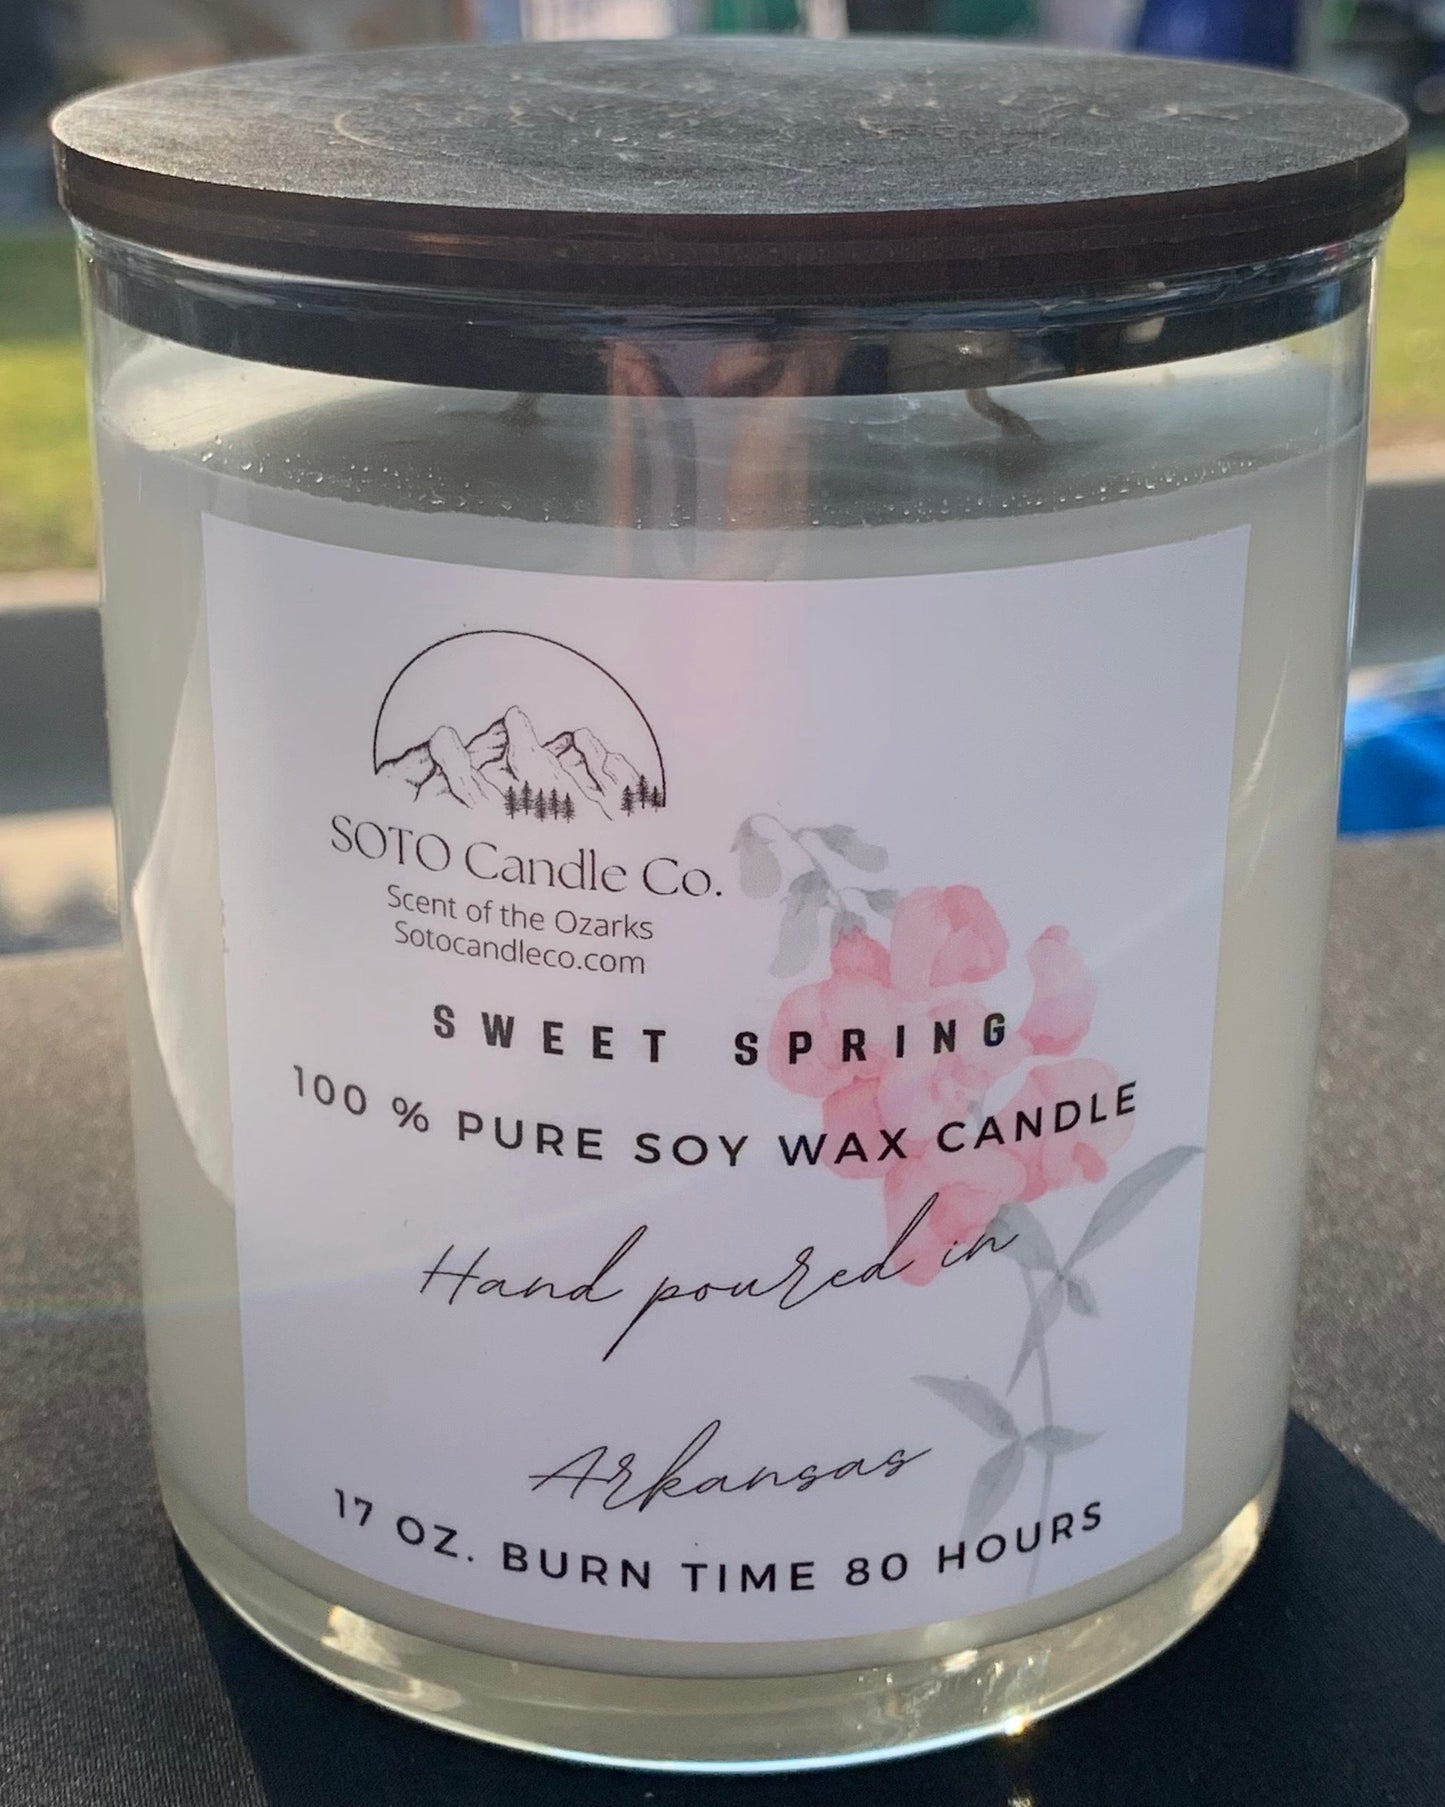 SOTO Candle Co.
Scent of the Ozarks
Sotocandleco.com
SWEET SPRING
100 % PURE SOY WAX CANDLE
Hand poured in
Arkansas
17 OZ. BURN TIME 80 HOURS